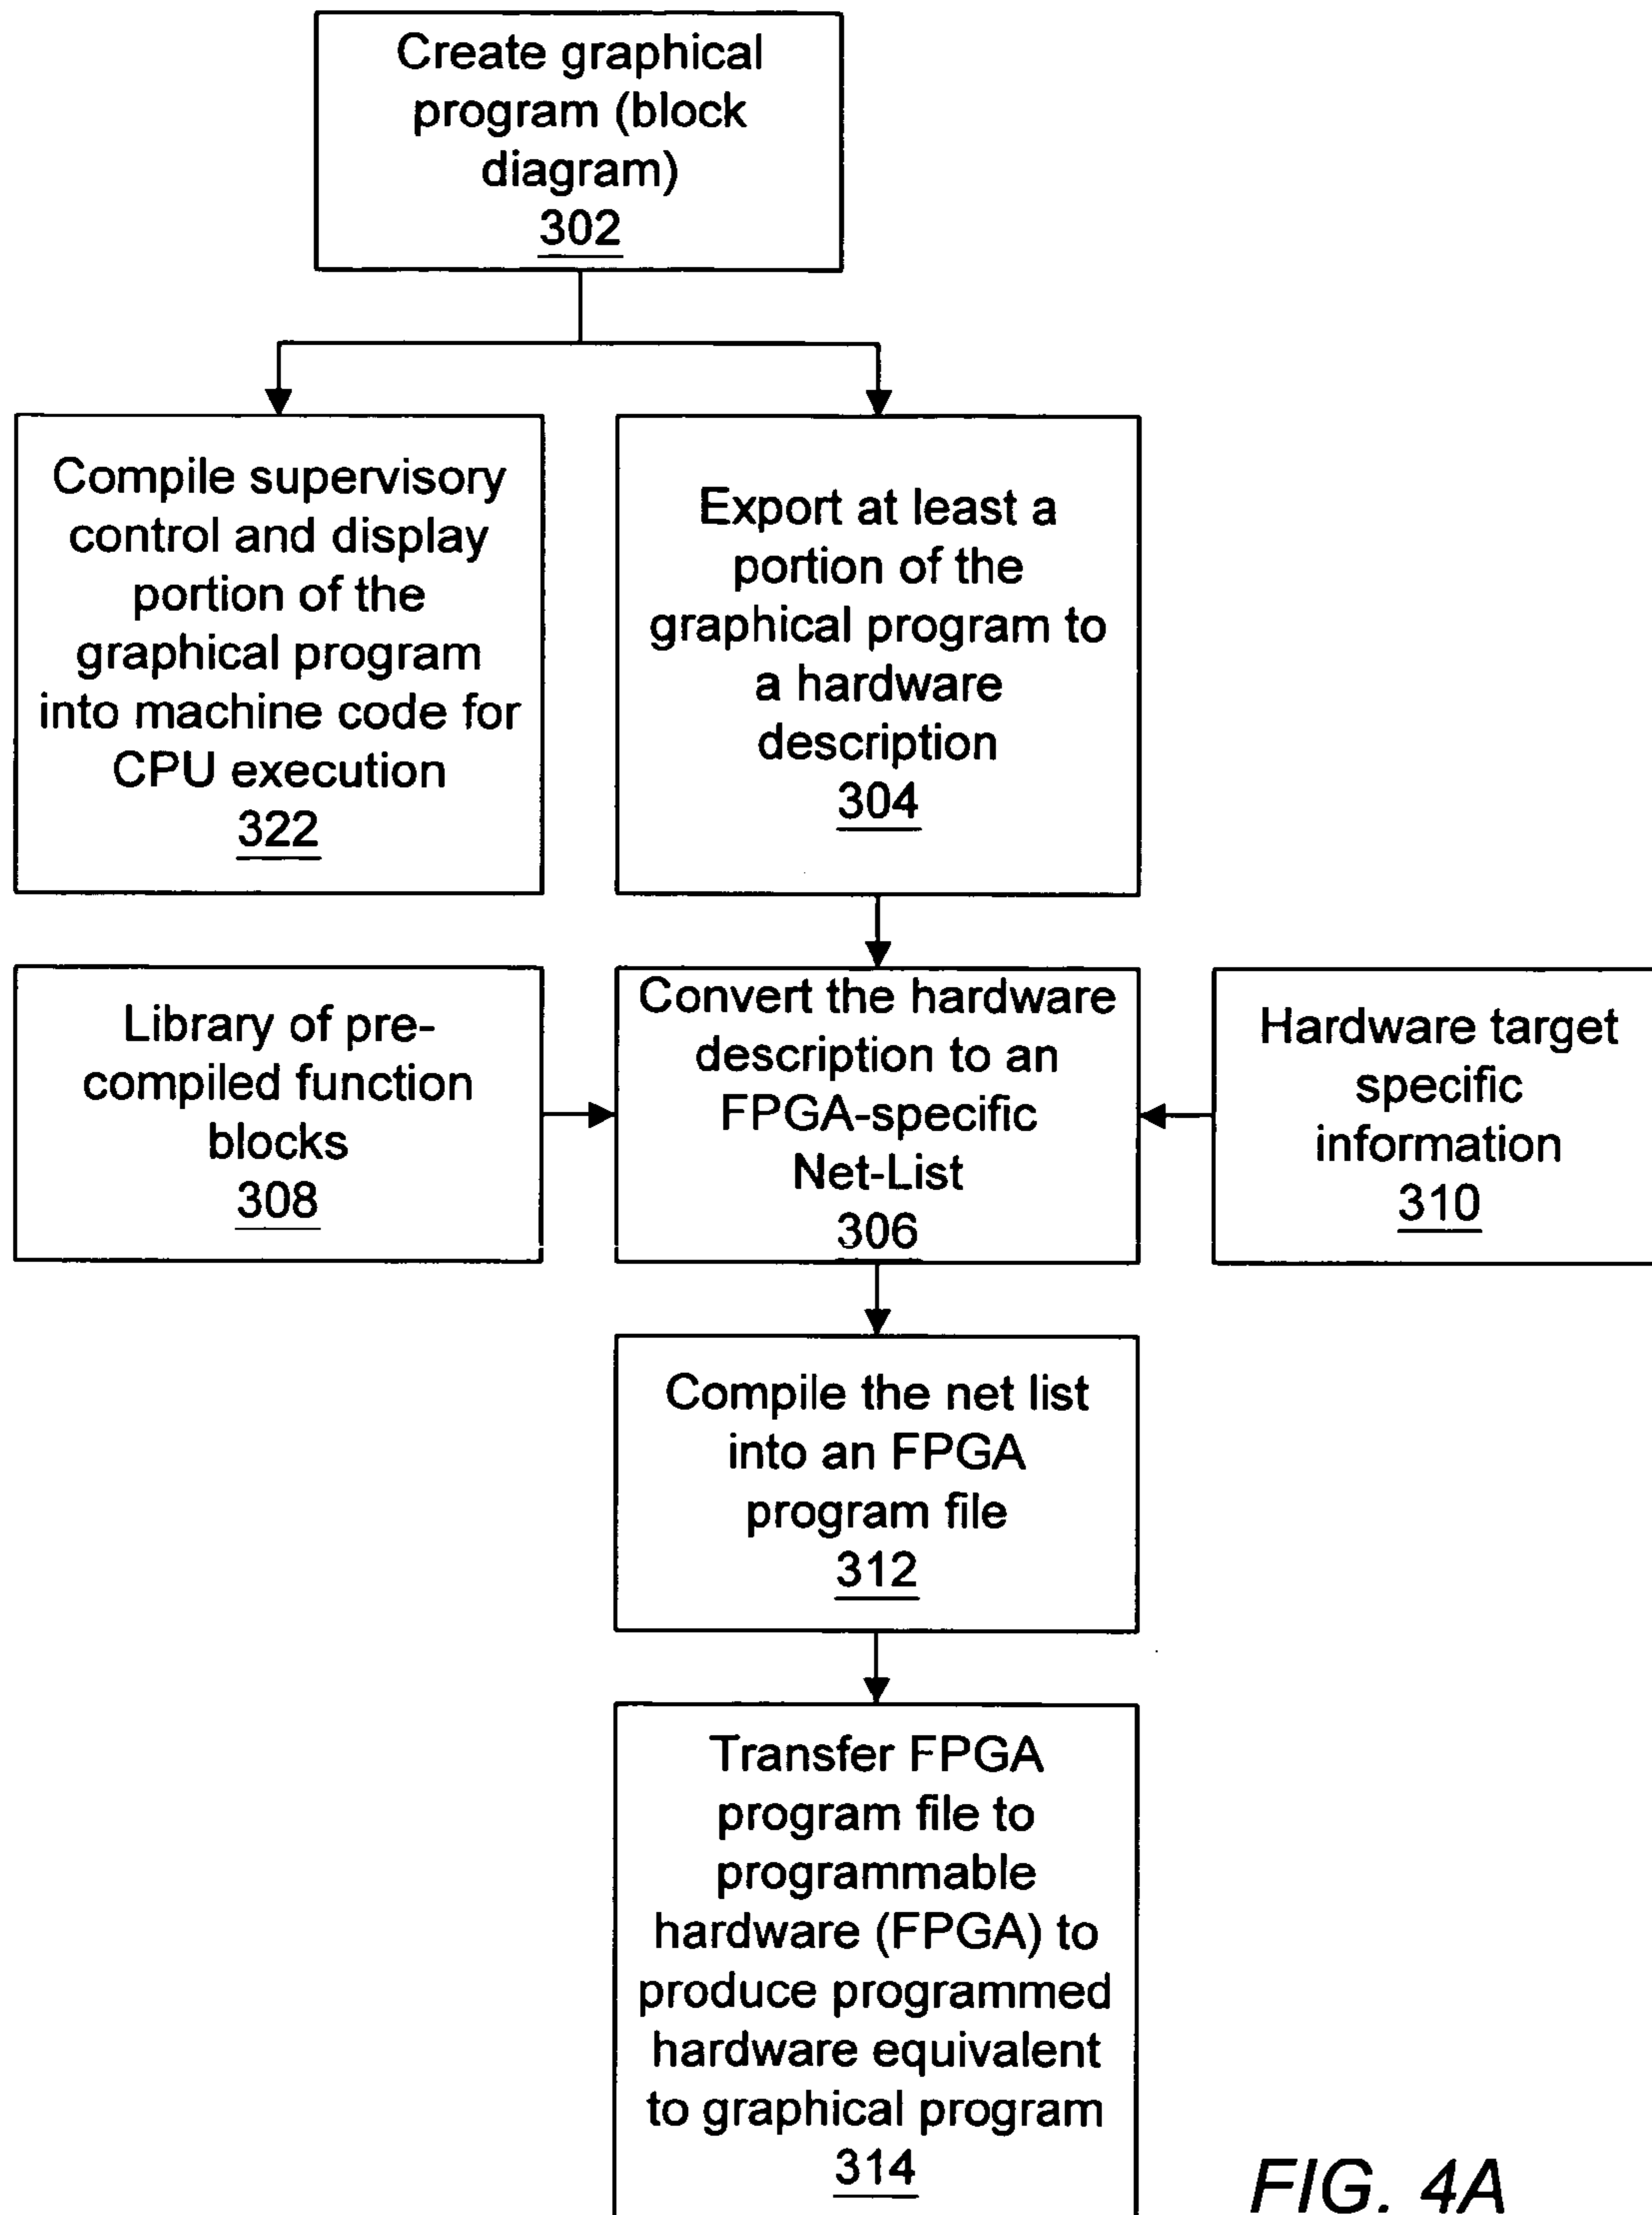 Create graphical
program (block
diagram)
302
Compile supervisory
control and display
portion of the
graphical program
into machine code for
CPU execution
322
Export at least a
portion of the
graphical program to
a hardware
description
304
Library of pre-
compiled function
blocks
308
Convert the hardware
description to an
FPGA-specific
Net-List
306
Hardware target
specific
information
310
Compile the net list
into an FPGA
program file
312
Transfer FPGA
program file to
programmable
hardware (FPGA) to
produce programmed
hardware equivalent
to graphical program
314
FIG. 4A